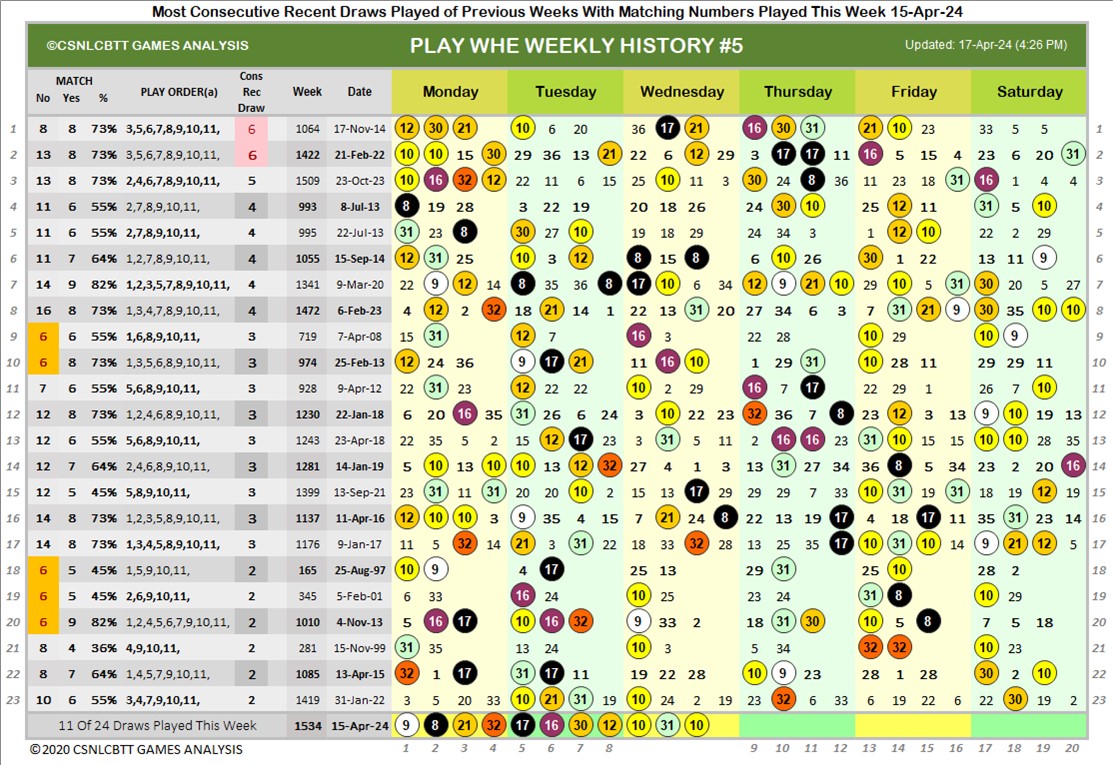 Most Consecutive Recent Draws Played of Previous Weeks With Matching Numbers Played This Week 15-Apr-24
©CSNLCBTT GAMES ANALYSIS PLAY WHE WEEKLY HISTORY #5 Updated: 17-Apr-24 (4:26 PM)
No MATCH Yes % PLAY ORDER(a) Cons Rec Draw Week Date Monday Tuesday Wednesday Thursday Friday Saturday
1 8 8 73% 3,5,6,7,8,9,10,11, 6 1064 17-Nov-14 12 30 21 10 6 20 36 17 21 16 30 31 21 10 23 33 5 5 1
2 13 8 73% 3,5,6,7,8,9,10,11, 6 1422 21-Feb-22 10 10 15 30 29 36 13 21 22 6 12 29 3 17 17 11 16 5 15 4 23 6 20 31 2
3 13 8 73% 2,4,6,7,8,9,10,11, 5 1509 23-Oct-23 10 16 32 12 22 11 6 15 25 10 11 3 30 24 8 36 11 23 18 31 16 1 4 4 3
4 11 6 55% 2,7,8,9,10,11, 4 993 8-Jul-13 8 19 28 3 22 19 20 18 26 24 30 10 25 12 11 31 5 10 4
5 11 6 55% 2,7,8,9,10,11, 4 995 22-Jul-13 31 23 8 30 27 10 19 18 29 24 34 3 1 12 10 22 2 29 5
6 11 7 64% 1,2,7,8,9,10,11, 4 1055 15-Sep-14 12 31 25 10 3 12 8 15 8 6 10 26 30 1 22 13 11 9 6
7 14 9 82% 1,2,3,5,7,8,9,10,11, 4 1341 9-Mar-20 22 9 12 14 8 35 36 8 17 10 6 34 12 9 21 10 29 10 5 31 30 20 5 27 7
8 16 8 73% 1,3,4,5,7,8,9,10,11, 4 1472 6-Feb-23 4 12 2 32 18 21 14 1 22 13 31 20 27 34 6 3 7 31 21 9 30 35 10 10 8
9 6 6 55% 1,6,8,9,10,11, 3 719 7-Apr-08 15 31 12 7 16 3 22 28 10 29 10 9 9
10 6 8 73% 1,3,5,6,8,9,10,11, 3 974 25-Feb-13 12 24 36 9 17 21 11 16 10 1 29 31 10 28 11 29 29 11 10
11 7 6 55% 5,6,8,9,10,11, 3 928 9-Apr-12 22 31 23 12 22 22 10 2 29 16 7 17 22 29 1 26 7 10 11
12 12 8 73% 1,2,4,6,8,9,10,11, 3 1230 22-Jan-18 6 20 16 35 31 26 6 24 3 10 22 23 32 36 7 8 23 12 3 13 9 10 19 13 12
13 12 6 55% 5,6,8,9,10,11, 3 1243 23-Apr-18 22 35 5 2 15 12 17 23 3 31 5 11 2 16 16 23 31 10 15 15 10 10 28 35 13
14 12 7 64% 2,4,6,8,9,10,11, 3 1281 14-Jan-19 5 10 13 10 10 13 12 32 27 4 1 3 13 31 27 34 36 8 5 34 23 2 20 16 14
15 12 5 45% 5,8,9,10,11, 3 1399 13-Sep-21 23 31 11 31 20 20 10 2 15 13 17 29 29 29 7 33 10 31 19 31 18 19 12 19 15
16 14 8 73% 1,2,3,5,8,9,10,11, 3 1137 11-Apr-16 12 10 10 3 9 35 4 15 7 21 24 8 22 13 19 17 4 18 17 11 35 31 23 14 16
17 14 8 73% 1,3,4,5,8,9,10,11, 3 1176 9-Jan-17 11 5 32 14 21 3 31 22 18 33 32 28 13 25 35 17 10 31 10 14 9 21 12 5 17
18 6 5 45% 1,5,9,10,11, 2 165 25-Aug-97 10 9 4 17 25 13 29 31 25 10 28 2 18
19 6 5 45% 2,6,9,10,11, 2 345 5-Feb-01 6 33 16 24 10 25 19 24 31 8 10 29 19
20 6 9 82% 1,2,4,5,6,7,9,10,11, 2 1010 4-Nov-13 5 16 17 10 16 32 9 33 2 18 31 30 10 5 8 7 5 18 20
21 8 4 36% 4,9,10,11, 2 281 15-Nov-99 31 35 13 24 10 3 5 34 32 32 10 23 21
22 8 7 64% 1,4,5,7,9,10,11, 2 1085 13-Apr-15 32 1 17 31 17 11 19 22 28 10 9 23 28 1 28 30 2 10 22
23 10 6 55% 3,4,7,9,10,11, 2 1419 31-Jan-22 3 5 20 33 10 21 31 19 10 24 2 19 23 32 6 33 6 19 22 6 22 30 19 2 23
11 Of 24 Draws Played This Week 1534 15-Apr-24 9 8 21 32 17 16 30 12 10 31 10
© 2020 CSNLCBTT GAMES ANALYSIS 1 2 3 4 5 6 7 8 9 10 11 12 13 14 15 16 17 18 19 20